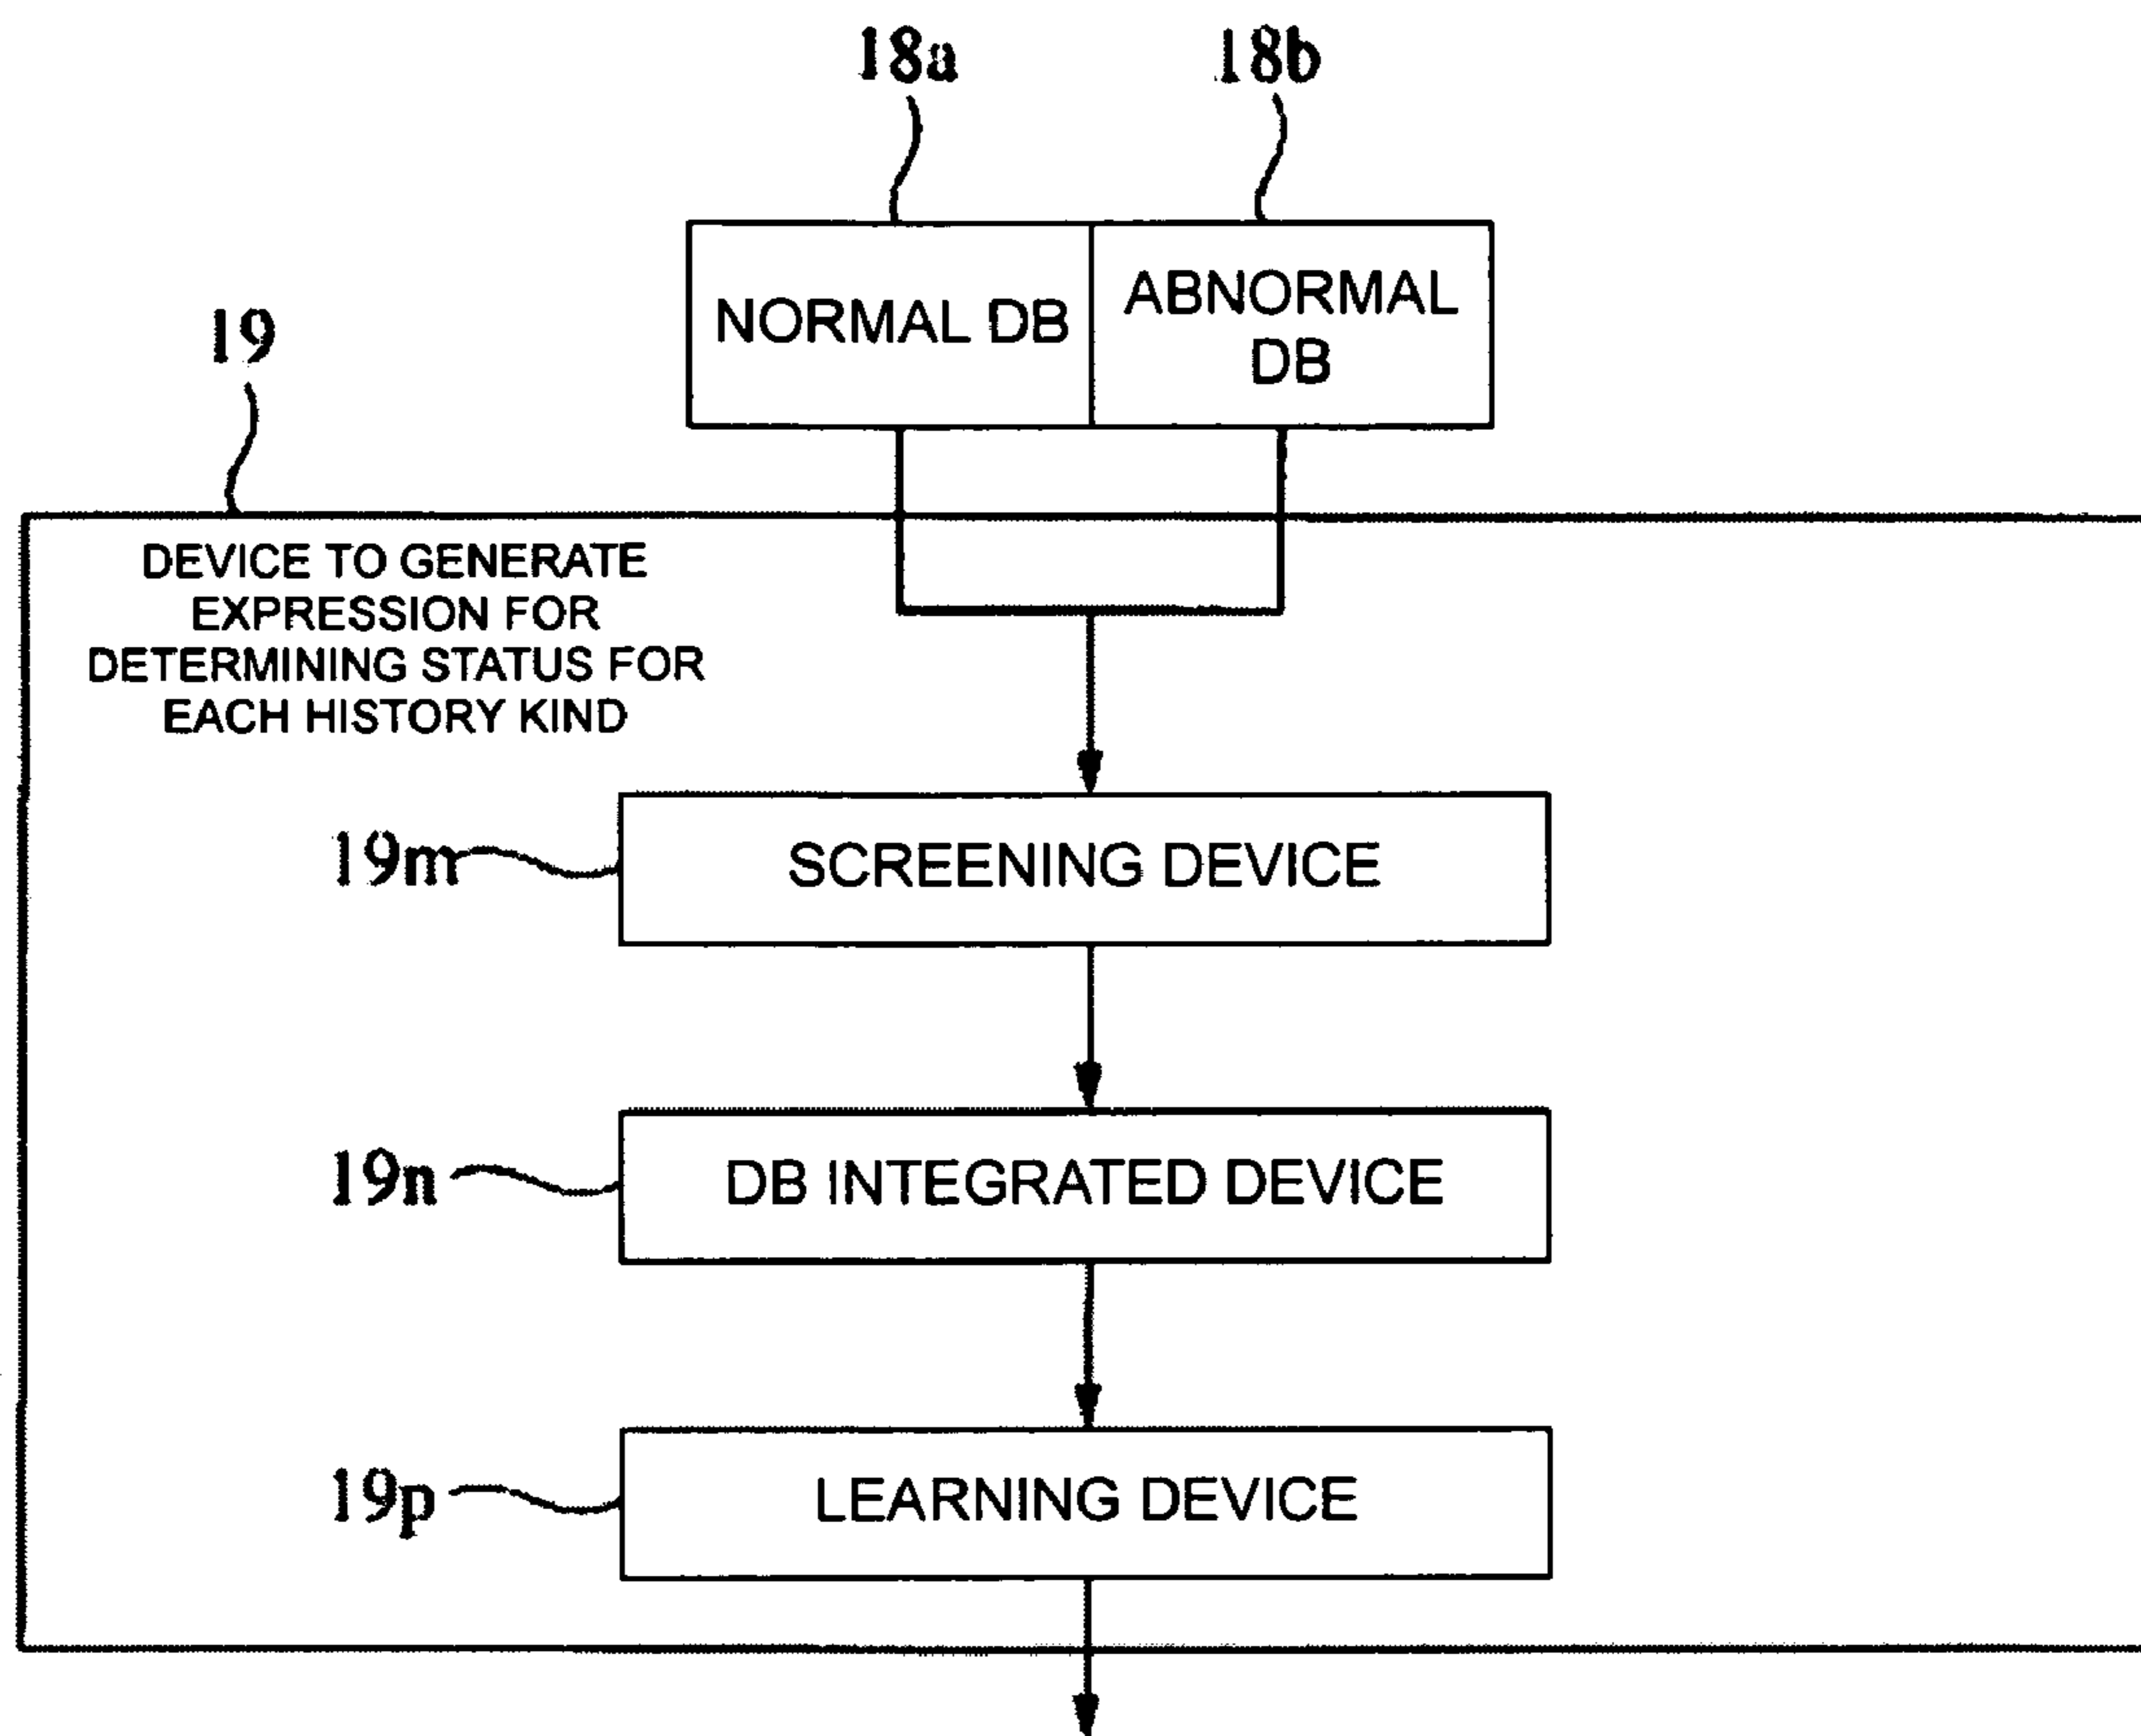 18a
18b
NORMAL DB
ABNORMAL
DB
19
DEVICE TO GENERATE
EXPRESSION FOR
DETERMINING STATUS FOR
EACH HISTORY KIND
19m
SCREENING DEVICE
19n
DB INTEGRATED DEVICE
19p
LEARNING DEVICE